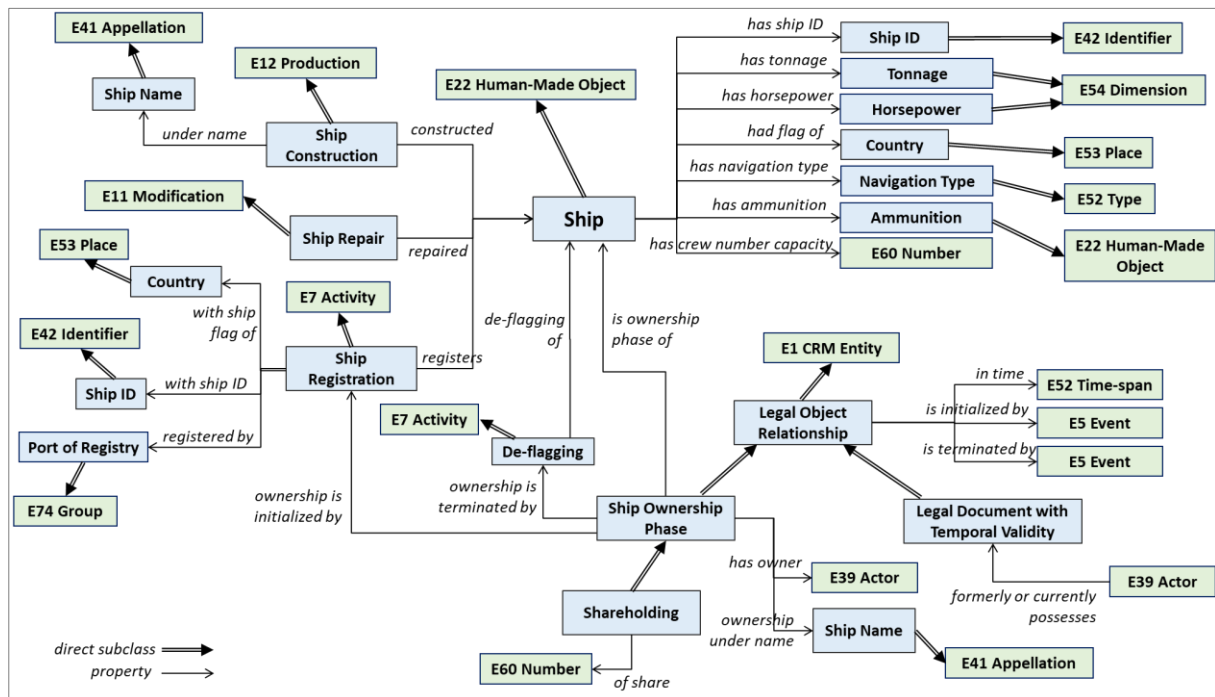 E41 Appellation
E12 Production
Ship Name
E22 Human-Made Object
under name
Ship
Construction
constructed
E11 Modification
Ship Repair
repaired
Ship
E53 Place
Country
with ship
flag of
E7 Activity
E42 Identifier
Ship
Registration
registers
Ship ID
with ship ID
Port of Registry
registered by
E74 Group
has ship ID
Ship ID
E42 Identifier
has tonnage
Tonnage
E54 Dimension
has horsepower
Horsepower
had flag of
Country
E53 Place
has navigation type
Navigation Type
E52 Type
has ammunition
Ammunition
has crew number capacity
E60 Number
E22 Human-Made
Object
de-flagging
of
is ownership
phase of
E7 Activity
De-flagging
ownership is
initialized by
ownership is
terminated by
Ship Ownership
Phase
E1 CRM Entity
Legal Object
Relationship
in time
E52 Time-span
is initialized by
E5 Event
is terminated by
E5 Event
Legal Document with
Temporal Validity
formerly or currently
possesses
E39 Actor
has owner
E39 Actor
ownership
under name
Ship Name
E41 Appellation
Shareholding
E60 Number
of share
direct subclass
property